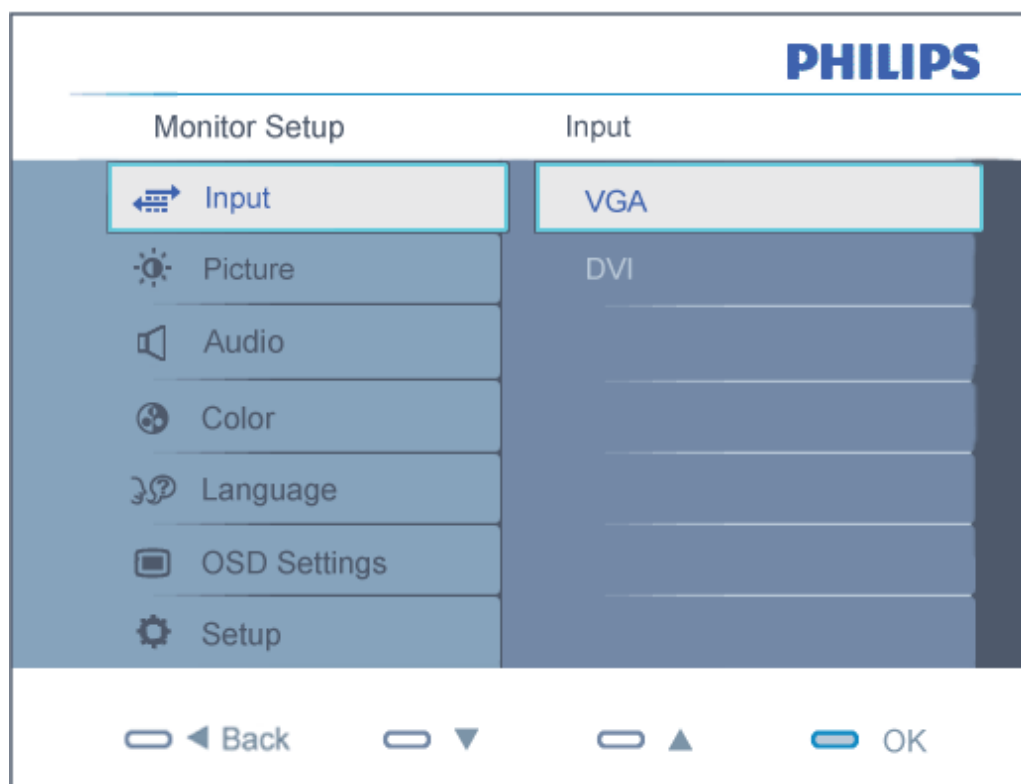 PHILIPS
Monitor Setup
Input
Input
VGA
Picture
DVI
Audio
Color
Language
OSD Settings
Setup
Back
OK